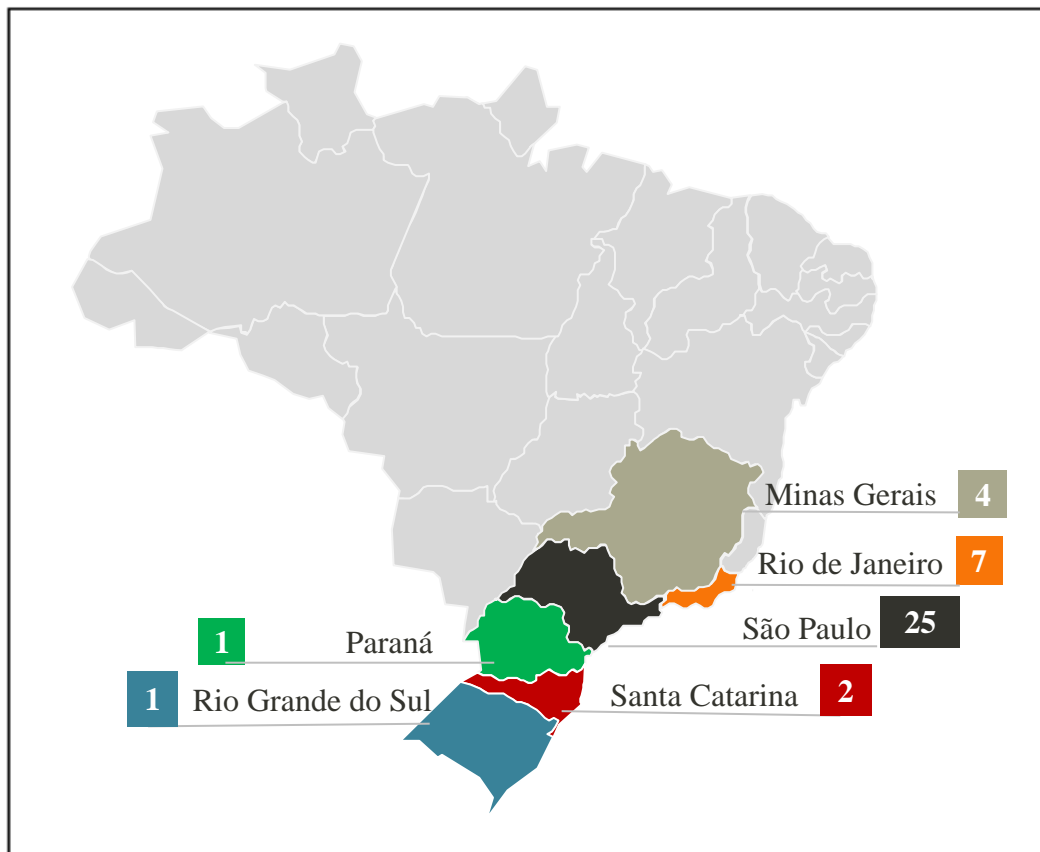 Minas Gerais 4
Rio de Janeiro 7
São Paulo 25
1 Paraná
1 Rio Grande do Sul
Santa Catarina 2